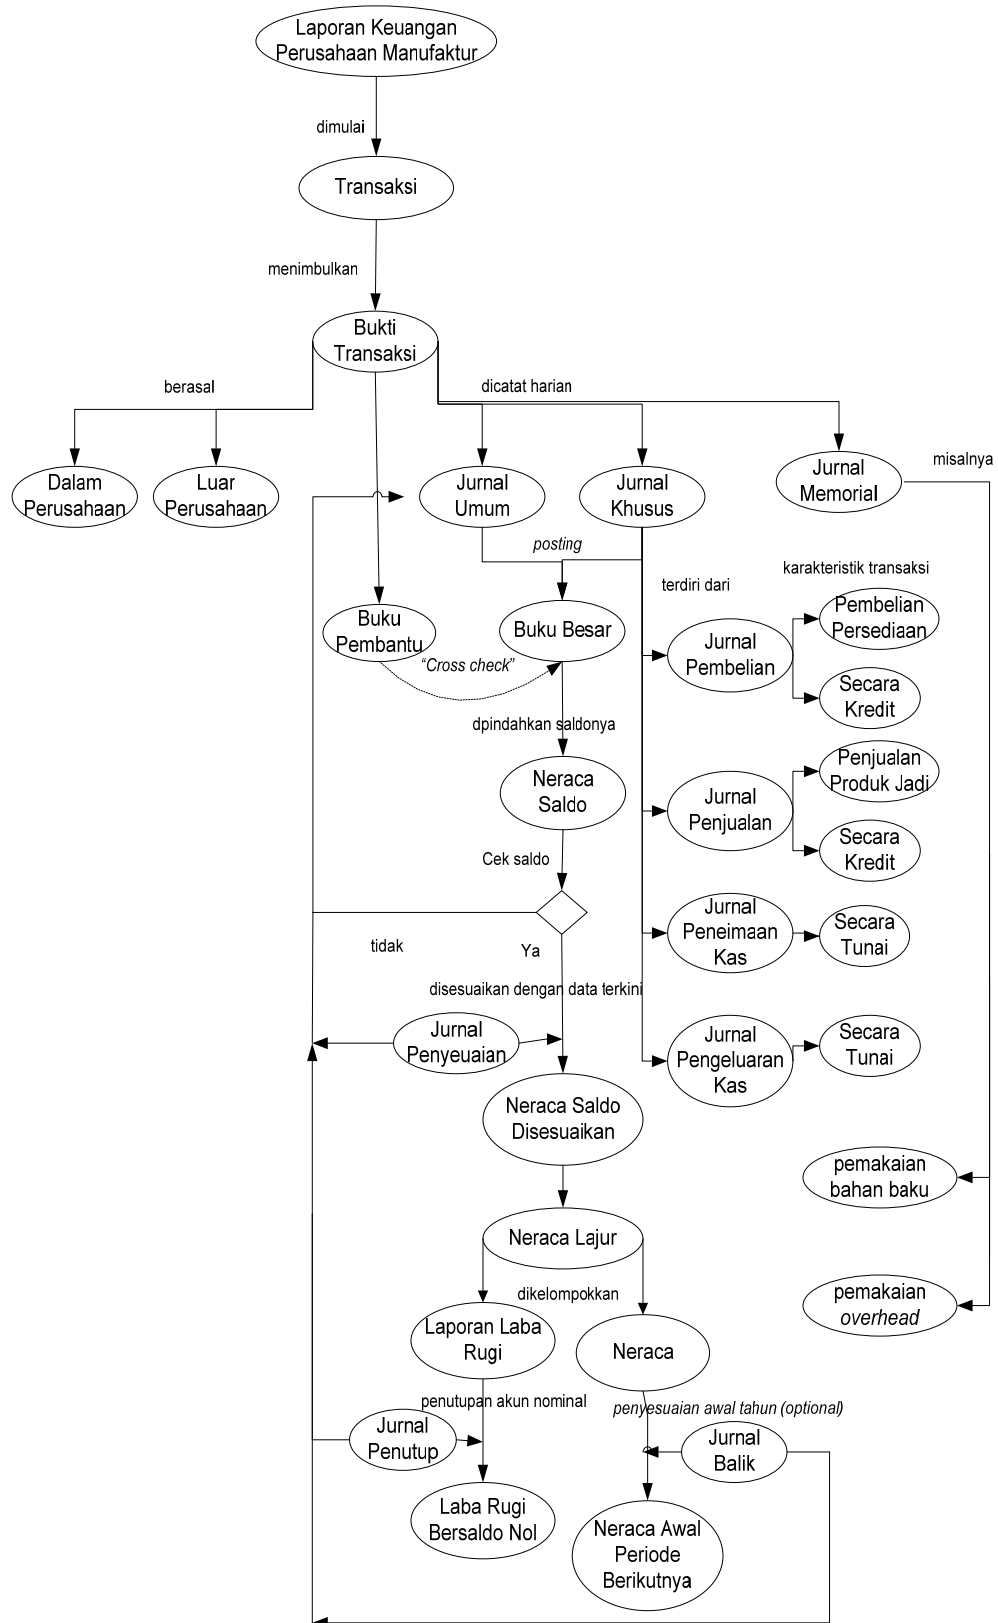 Laporan Keuangan
Perusahaan Manufaktur
dimulai
Transaksi
menimbulkan
Bukti
Transaksi
berasal
dicatat harian
Dalam
Perusahaan
Luar
Perusahaan
Jurnal
Umum
Jurnal
Khusus
Jurnal
Memorial
misalnya
posting
terdiri dari
karakteristik transaksi
Buku
Pembantu
"Cross check"
Buku Besar
Jurnal
Pembelian
Pembelian
Persediaan
Secara
Kredit
dpindahkan saldonya
Neraca
Saldo
Jurnal
Penjualan
Penjualan
Produk Jadi
Secara
Kredit
Cek saldo
tidak
Ya
Jurnal
Peneimaan
Kas
Secara
Tunai
disesuaikan dengan data terkini
Jurnal
Penyeuaian
Jurnal
Pengeluaran
Kas
Secara
Tunai
Neraca Saldo
Disesuaikan
pemakaian
bahan baku
Neraca Lajur
dikelompokkan
pemakaian
overhead
Laporan Laba
Rugi
Neraca
penutupan akun nominal
penyesuaian awal tahun (optional)
Jurnal
Penutup
Jurnal
Balik
Laba Rugi
Bersaldo Nol
Neraca Awal
Periode
Berikutnya